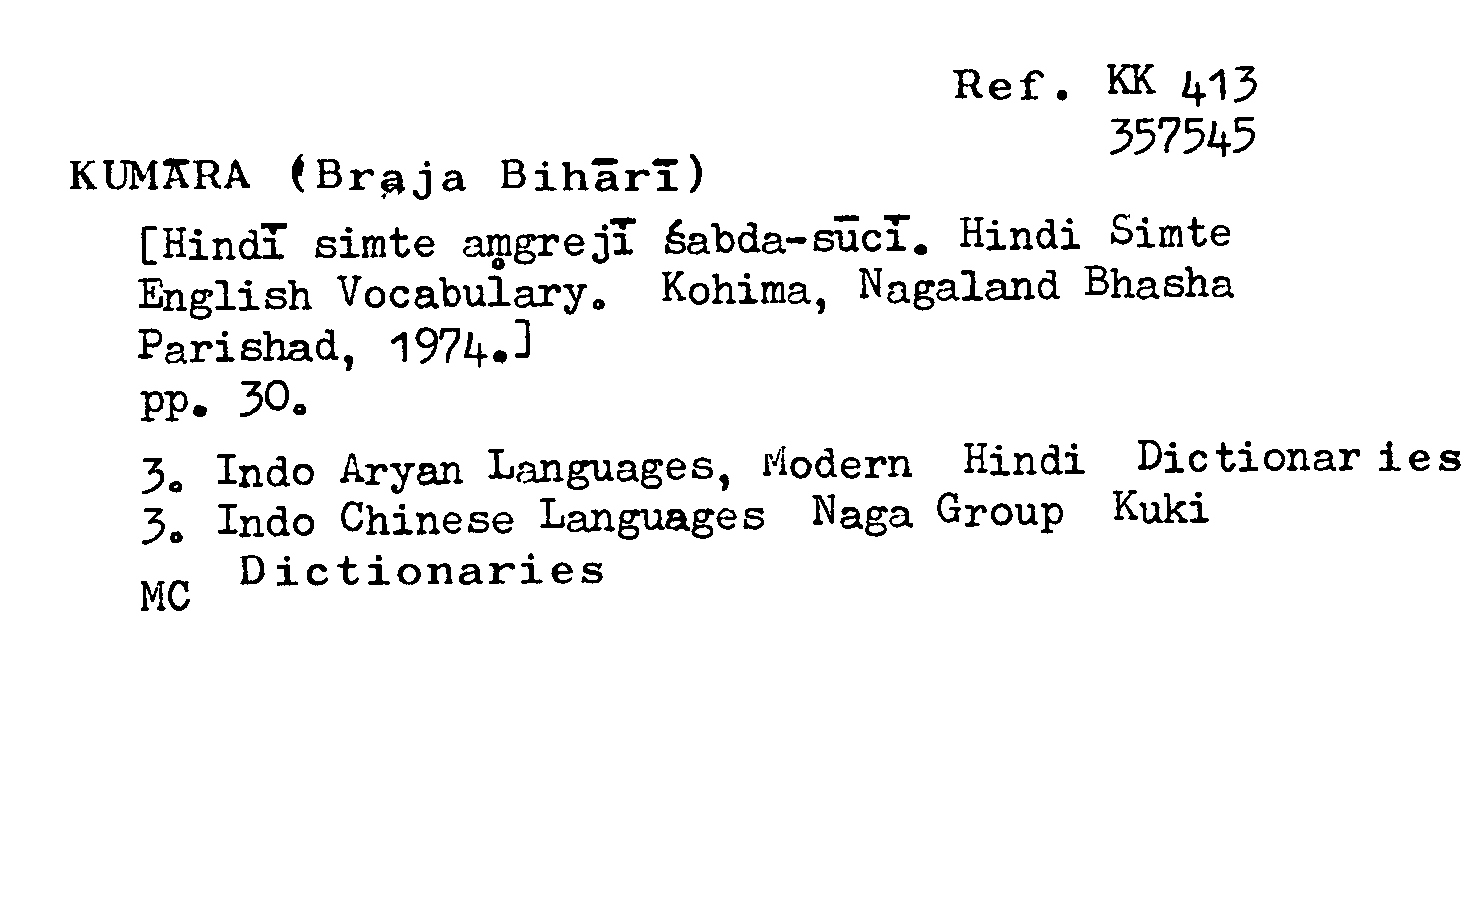 Ref. KK 413
357545
KUMĀRA (Braja Bihārī)
[Hindī simte aṃgrejī śabda-sūcī. Hindi Simte
English Vocabulary. Kohima, Nagaland Bhasha
Parishad, 1974.]
pp. 30.
3. Indo Aryan Languages, Modern Hindi Dictionaries
3. Indo Chinese Languages Naga Group Kuki
Dictionaries
MC